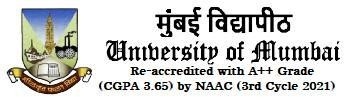 मुंबई विद्यापीठ
University of Mumbai
Re-accredited with A++ Grade
(CGPA 3.65) by NAAC (3rd Cycle 2021)